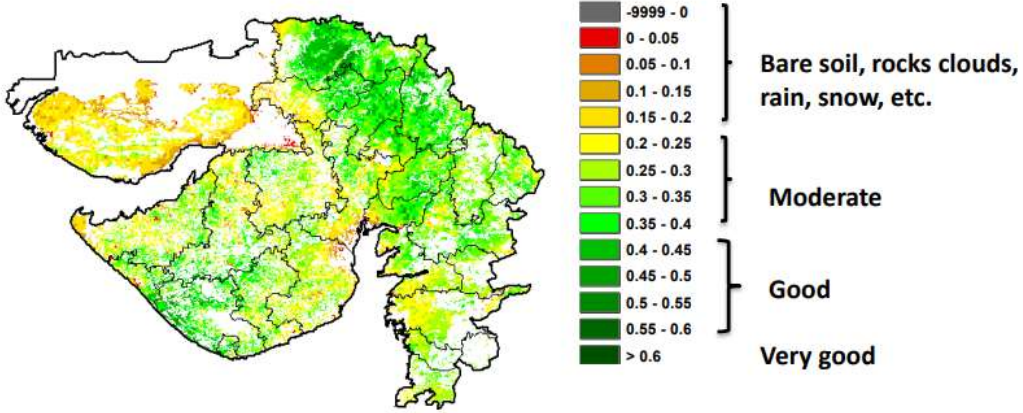 -9999 - 0
0 - 0.05
0.05 - 0.1
0.1 - 0.15
0.15 - 0.2
Bare soil, rocks clouds,
rain, snow, etc.
0.2 - 0.25
0.25 - 0.3
0.3 - 0.35
0.35 - 0.4
Moderate
0.4 - 0.45
0.45 - 0.5
0.5 - 0.55
0.55 - 0.6
Good
> 0.6
Very good